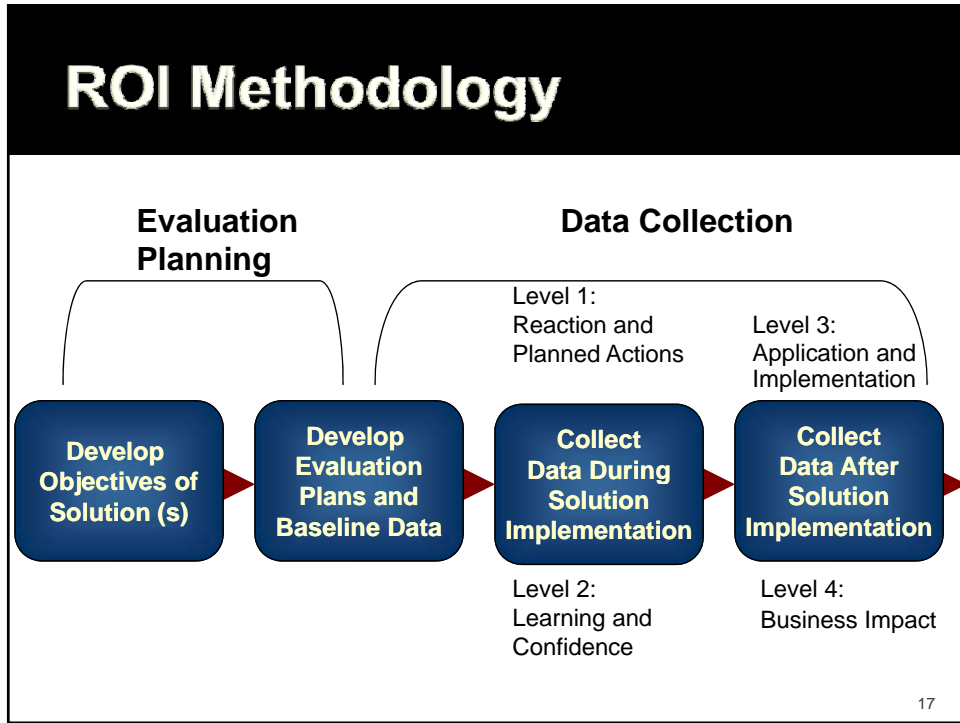 ROI Methodology
Evaluation
Planning
Data Collection
Level 1:
Reaction and
Planned Actions
Level 3:
Application and
Implementation
Develop
Objectives of
Solution (s)
Develop
Evaluation
Plans and
Baseline Data
Collect
Data During
Solution
Implementation
Collect
Data After
Solution
Implementation
Level 2:
Learning and
Confidence
Level 4:
Business Impact
17